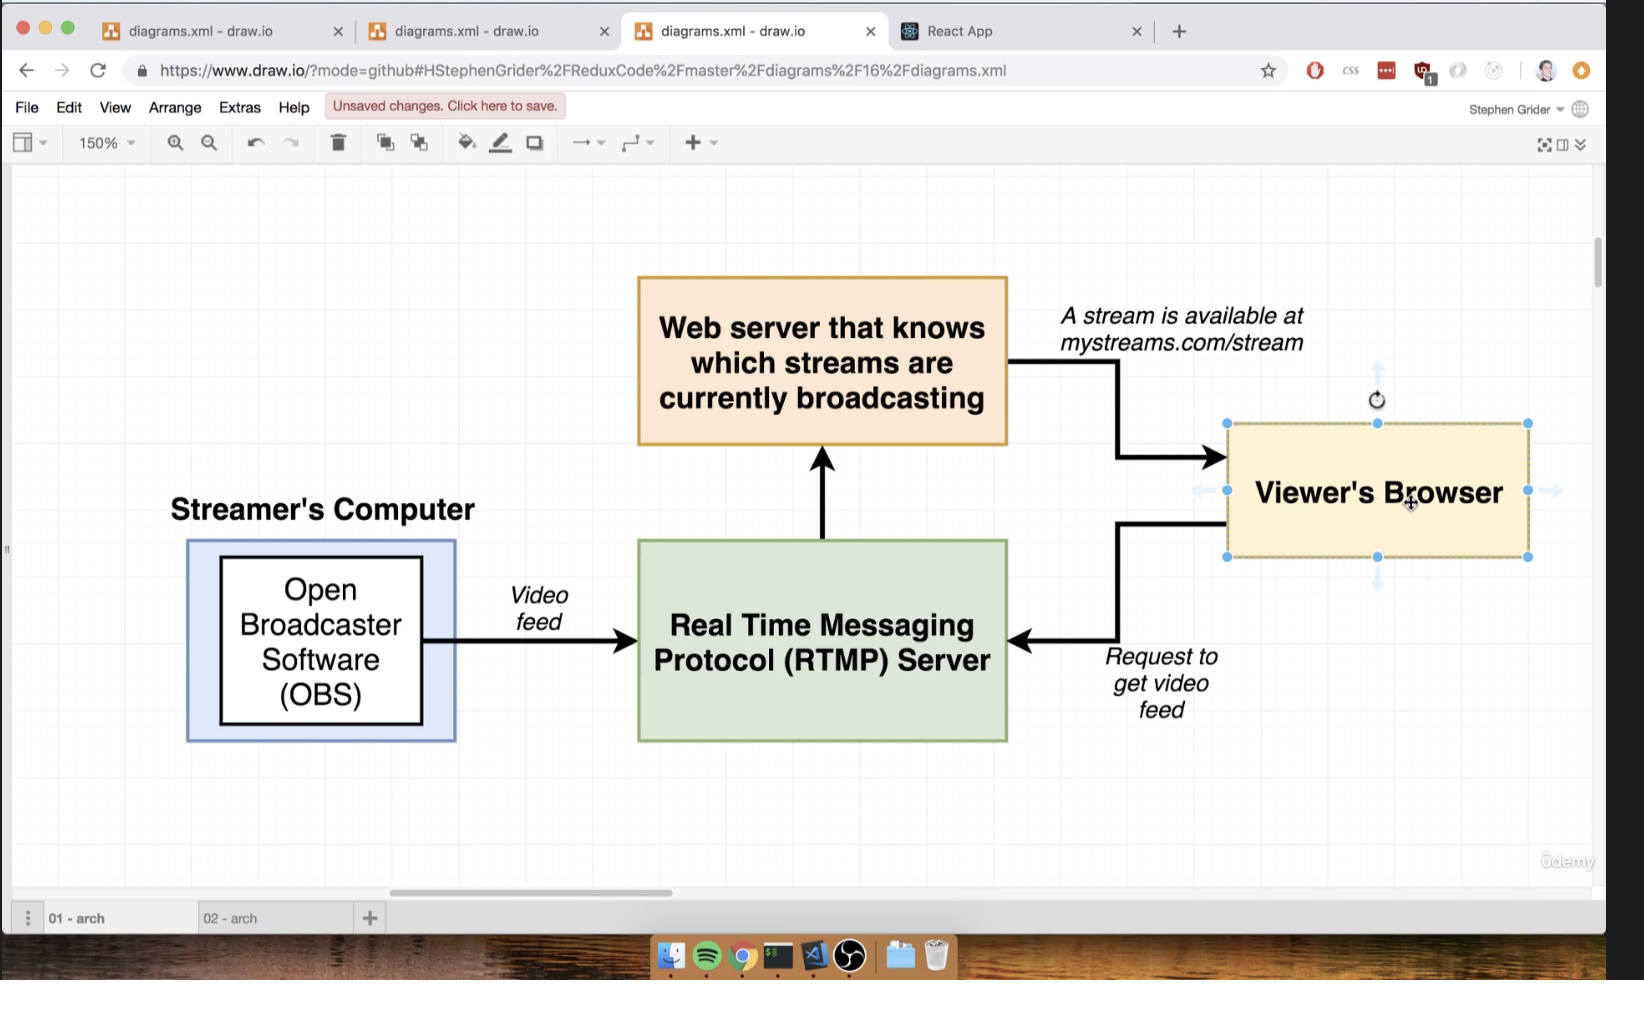 diagrams.xml - draw.io
diagrams.xml - draw.io
diagrams.xml - draw.io
React App
https://www.draw.io/?mode=github#HStephenGrider%2FReduxCode%2Fmaster%2Fdiagrams%2F16%2Fdiagrams.xml
CSS
1
File Edit View Arrange Extras Help
Unsaved changes. Click here to save.
Stephen Grider
150%
Web server that knows
which streams are
currently broadcasting
A stream is available at
mystreams.com/stream
Viewer's Browser
Streamer's Computer
Open
Broadcaster
Software
(OBS)
Video
feed
Real Time Messaging
Protocol (RTMP) Server
Request to
get video
feed
Udemy
01 - arch
02 - arch